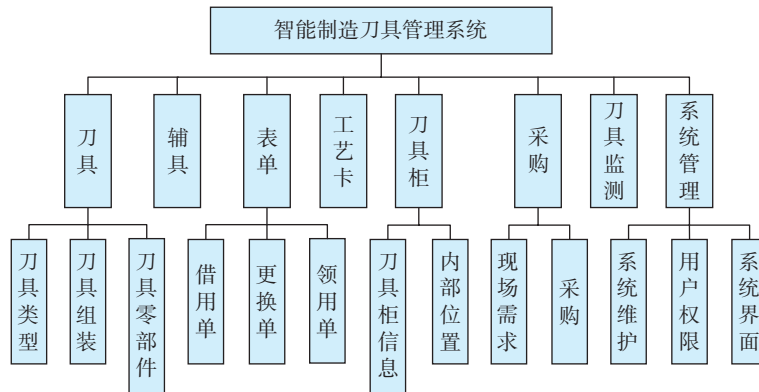 智能制造刀具管理系统
刀具
辅具
表单
工艺卡
刀具柜
采购
刀具监测
系统管理
刀具类型
刀具组装
刀具零部件
借用单
更换单
领用单
刀具柜信息
内部位置
现场需求
采购
系统维护
用户权限
系统界面